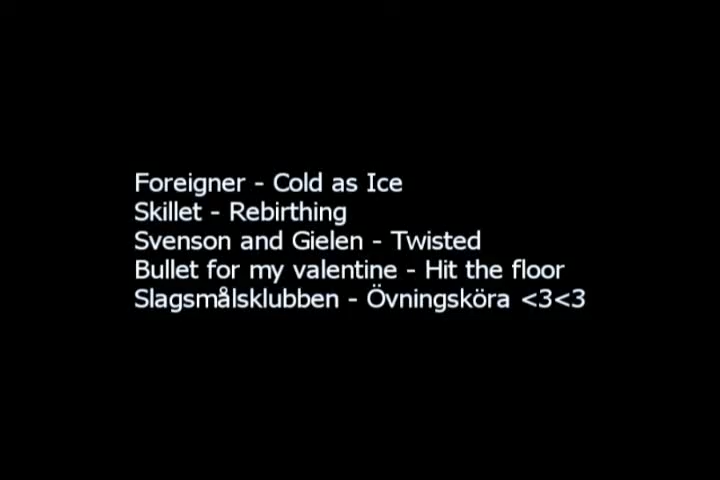 Foreigner - Cold as Ice
Skillet - Rebirthing
Svenson and Gielen - Twisted
Bullet for my valentine - Hit the floor
Slagsmålsklubben - Övningsköra <3<3